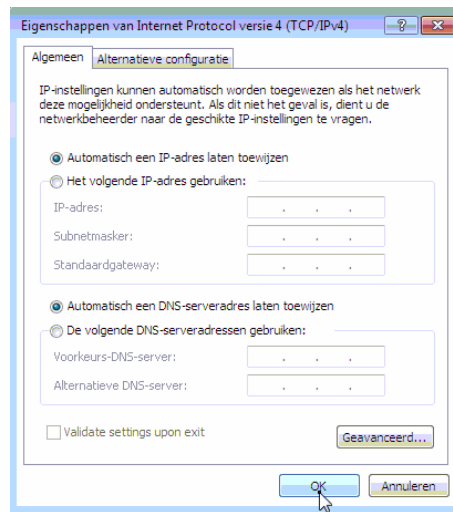 Eigenschappen van Internet Protocol versie 4 (TCP/IPv4)
Algemeen
Alternatieve configuratie
IP-instellingen kunnen automatisch worden toegewezen als het netwerk
deze mogelijkheid ondersteunt. Als dit niet het geval is, dient u de
netwerkbeheerder naar de geschikte IP-instellingen te vragen.
Automatisch een IP-adres laten toewijzen
Het volgende IP-adres gebruiken:
IP-adres:
Subnetmasker:
Standaardgateway:
Automatisch een DNS-serveradres laten toewijzen
De volgende DNS-serveradressen gebruiken:
Voorkeurs-DNS-server:
Alternatieve DNS-server:
Validate settings upon exit
Geavanceerd...
OK
Annuleren